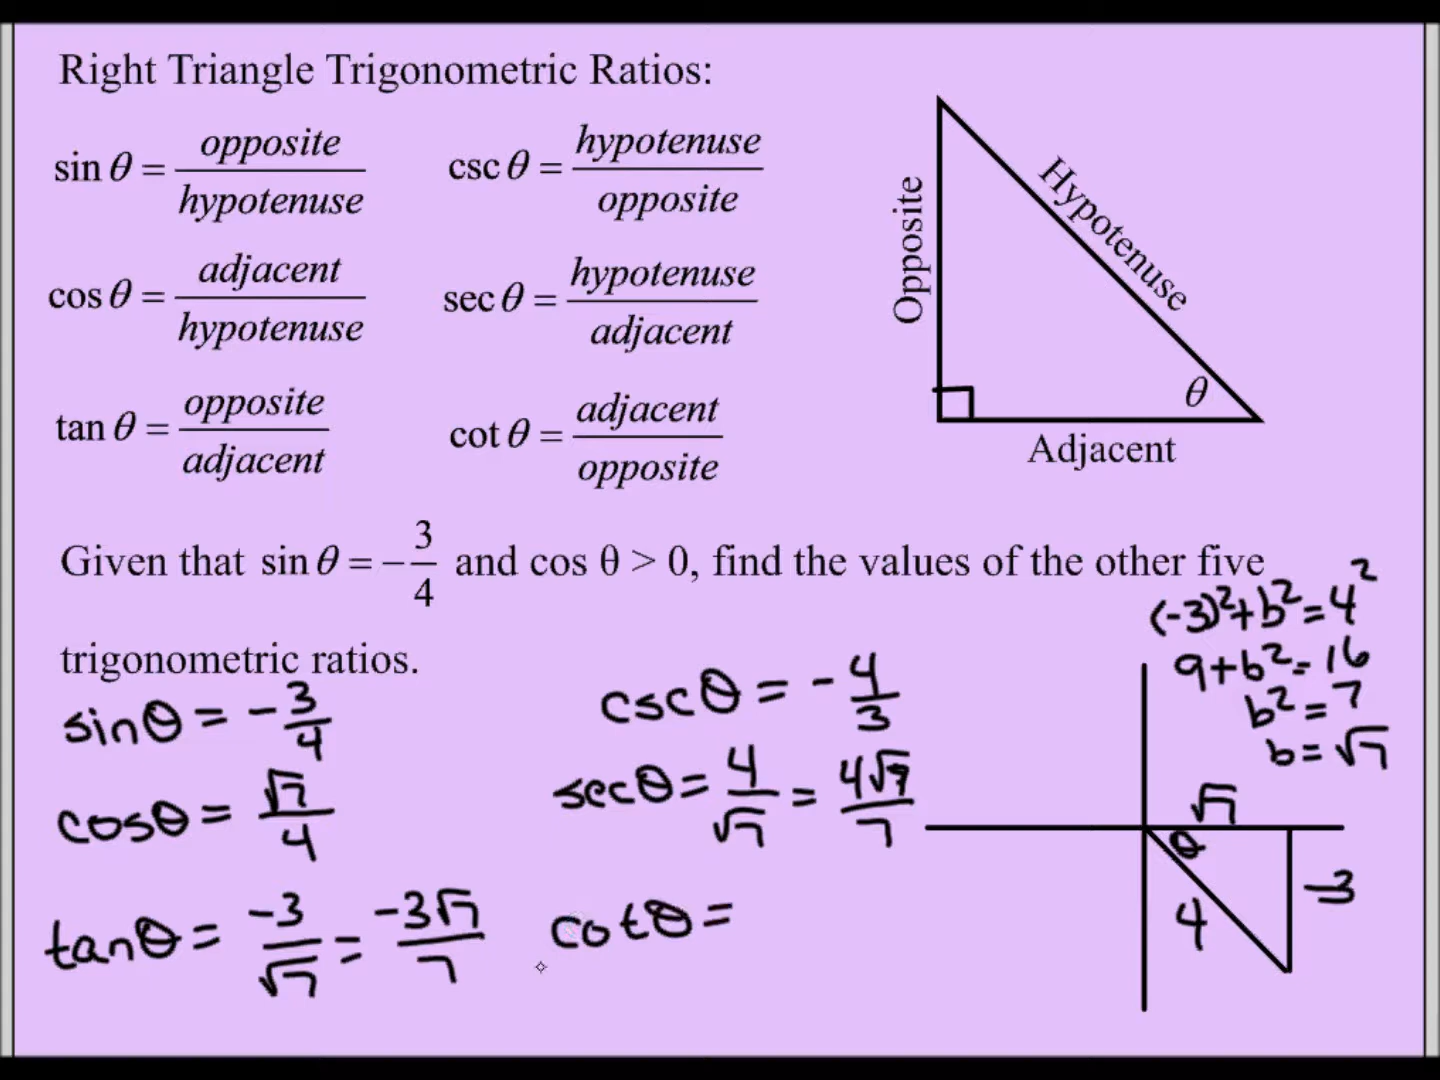 Right Triangle Trigonometric Ratios:
sin θ = opposite/hypotenuse
csc θ = hypotenuse/opposite
cos θ = adjacent/hypotenuse
sec θ = hypotenuse/adjacent
tan θ = opposite/adjacent
cot θ = adjacent/opposite
Opposite
Hypotenuse
θ
Adjacent
Given that sin θ = -3/4 and cos θ > 0, find the values of the other five
trigonometric ratios.
sinθ = -3/4
cosθ = √7/4
tanθ = -3/√7 = -3√7/7
cscθ = -4/3
secθ = 4/√7 = 4√7/7
cotθ =
(-3)²+b²=4²
9+b²=16
b²=7
b=√7
√7
θ
-3
4